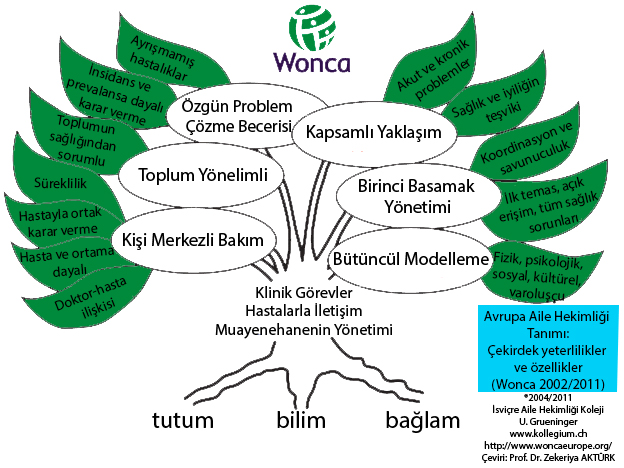 Wonca
Ayrışmamış
hastalıklar
İnsidans ve
prevalansa dayalı
karar verme
Toplumun
sağlığından
sorumlu
Süreklilik
Hastayla ortak
karar verme
Hasta ve ortama
dayalı
Doktor-hasta
ilişkisi
Özgün Problem
Çözme Becerisi
Toplum Yönelimli
Kişi Merkezli Bakım
Kapsamlı Yaklaşım
Birinci Basamak
Yönetimi
Bütüncül Modelleme
Akut ve kronik
problemler
Sağlık ve iyiliğin
teşviki
Koordinasyon ve
savunuculuk
İlk temas, açık
erişim, tüm sağlık
sorunları
Fizik, psikolojik,
sosyal, kültürel,
varoluşçu
Klinik Görevler
Hastalarla İletişim
Muayenehanenin Yönetimi
tutum
bilim
bağlam
Avrupa Aile Hekimliği
Tanımı:
Çekirdek yeterlilikler
ve özellikler
(Wonca 2002/2011)
*2004/2011
İsviçre Aile Hekimliği Koleji
U. Grueninger
www.kollegium.ch
http://www.woncaeurope.org/
Çeviri: Prof. Dr. Zekeriya AKTÜRK